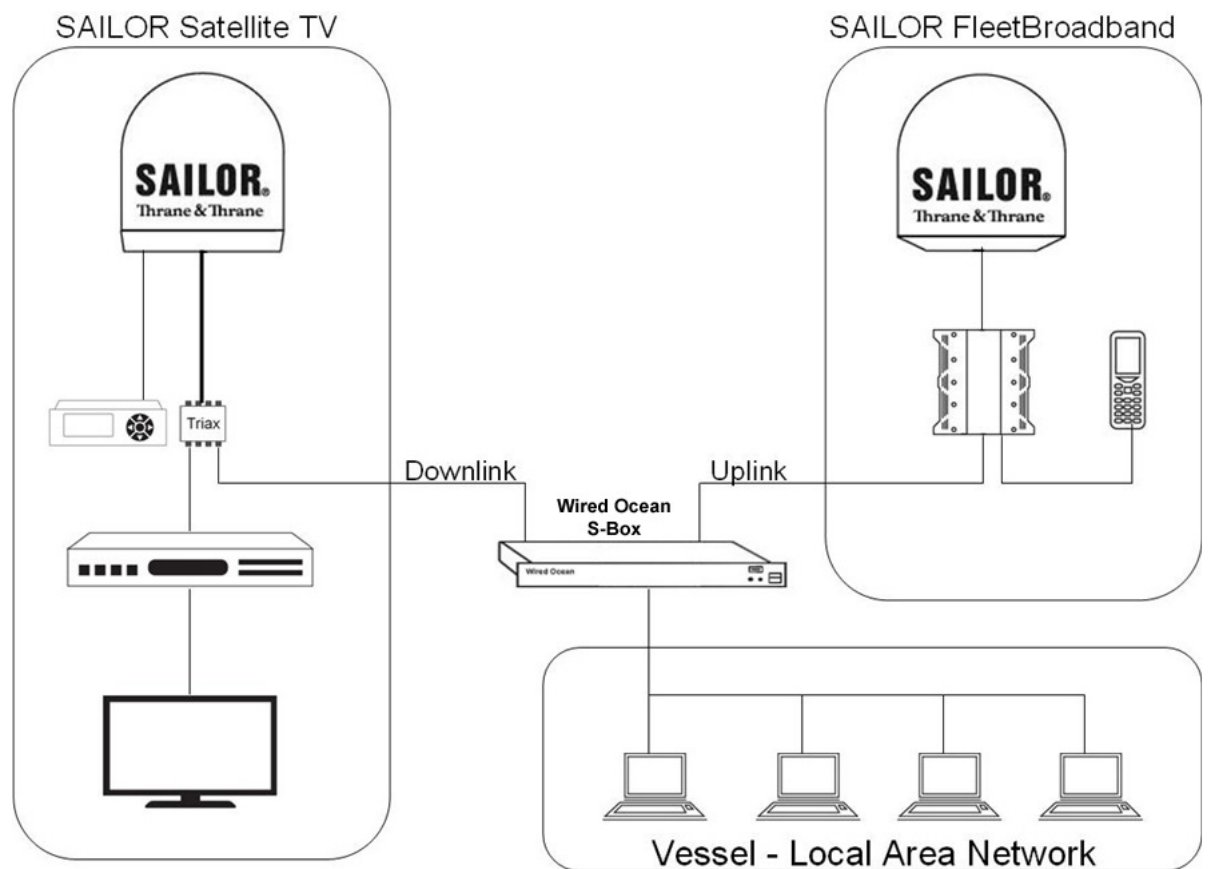 SAILOR Satellite TV
SAILOR FleetBroadband
SAILOR®
Thrane & Thrane
SAILOR®
Thrane & Thrane
Triax
Downlink
Uplink
Wired Ocean
S-Box
Wired Ocean
Vessel - Local Area Network